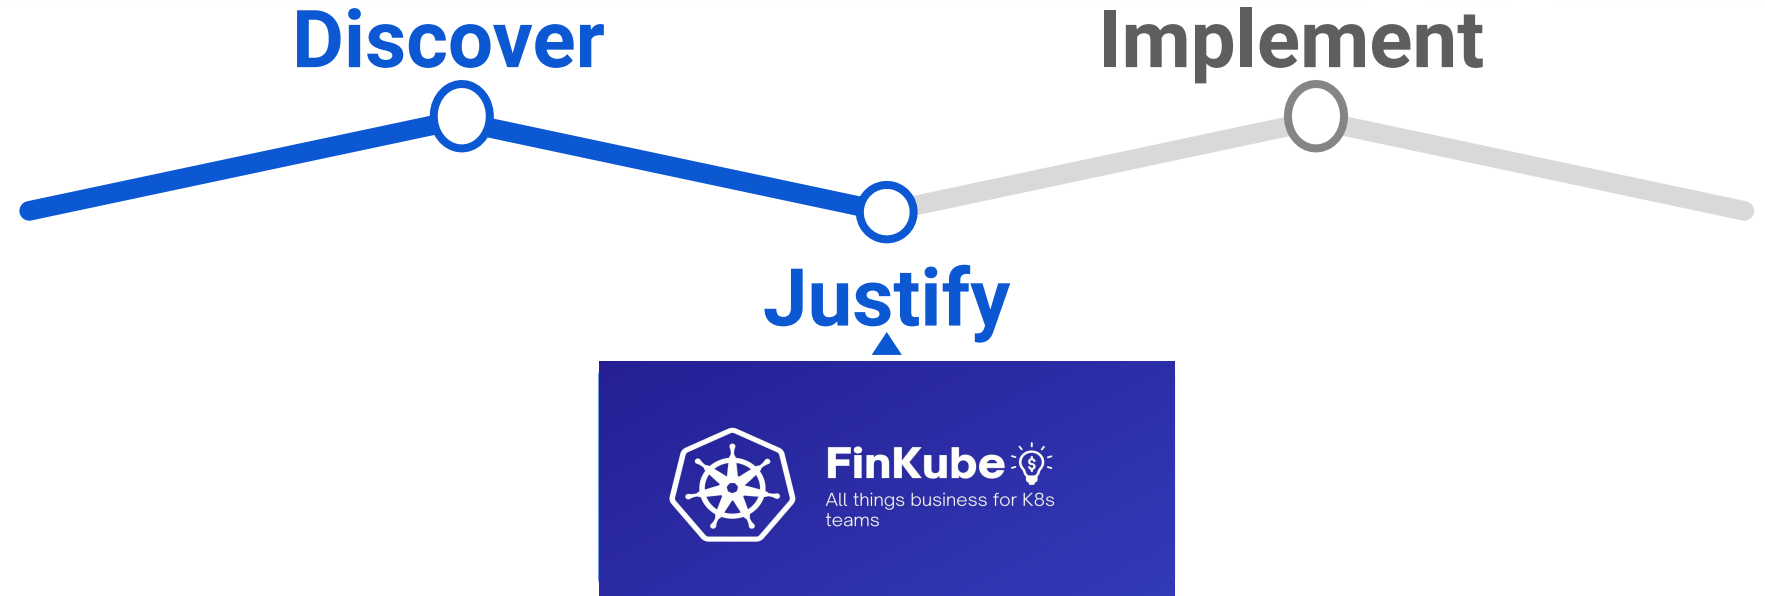 Discover
Implement
Justify
FinKube
All things business for K8s
teams